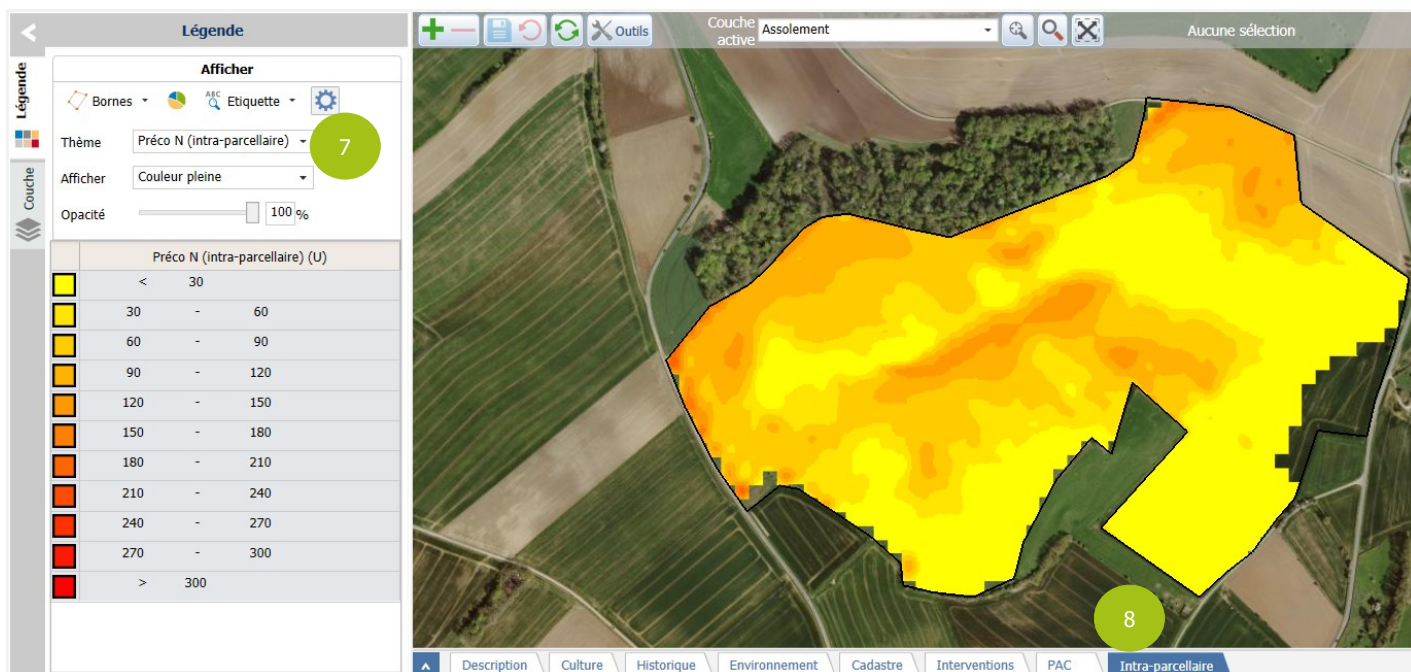 Légende
Couche
Légende
Afficher
Bornes
ABC
Etiquette
Thème Préco N (intra-parcellaire)
7
Afficher Couleur pleine
Opacité 100 %
Préco N (intra-parcellaire) (U)
< 30
30 - 60
60 - 90
90 - 120
120 - 150
150 - 180
180 - 210
210 - 240
240 - 270
270 - 300
> 300
Outils
Couche
active
Assolement
Aucune sélection
8
Description Culture Historique Environnement Cadastre Interventions PAC Intra-parcellaire